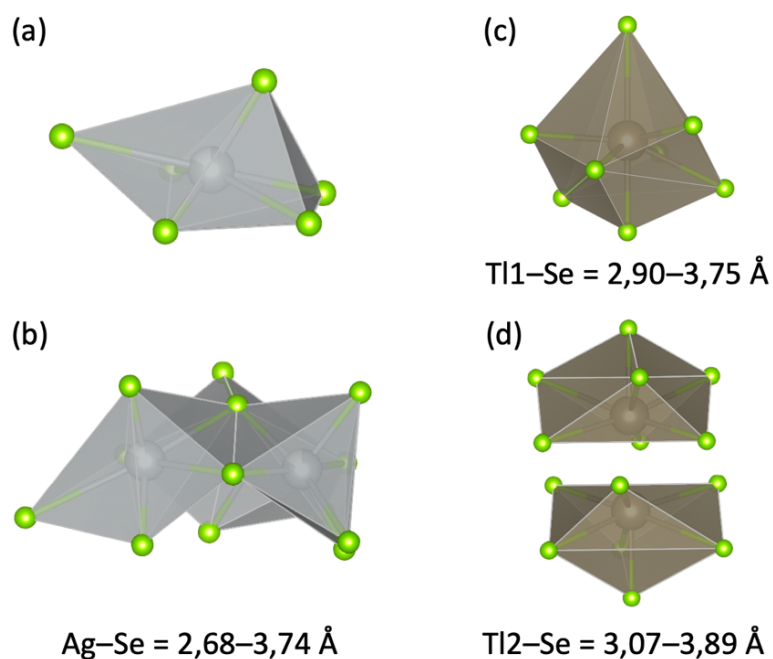 (a)
(c)
Tl1–Se = 2,90–3,75 Å
(b)
(d)
Ag–Se = 2,68–3,74 Å
Tl2–Se = 3,07–3,89 Å